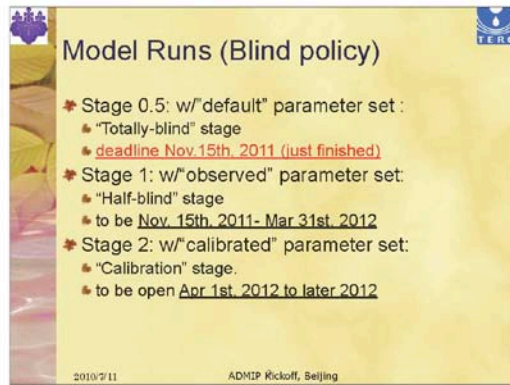 TERC
Model Runs (Blind policy)
Stage 0.5: w/"default" parameter set :
"Totally-blind" stage
deadline Nov.15th, 2011 (just finished)
Stage 1: w/"observed" parameter set:
"Half-blind" stage
to be Nov. 15th, 2011- Mar 31st, 2012
Stage 2: w/"calibrated" parameter set:
"Calibration" stage.
to be open Apr 1st, 2012 to later 2012
2010/7/11
ADMIP Kickoff, Beijing